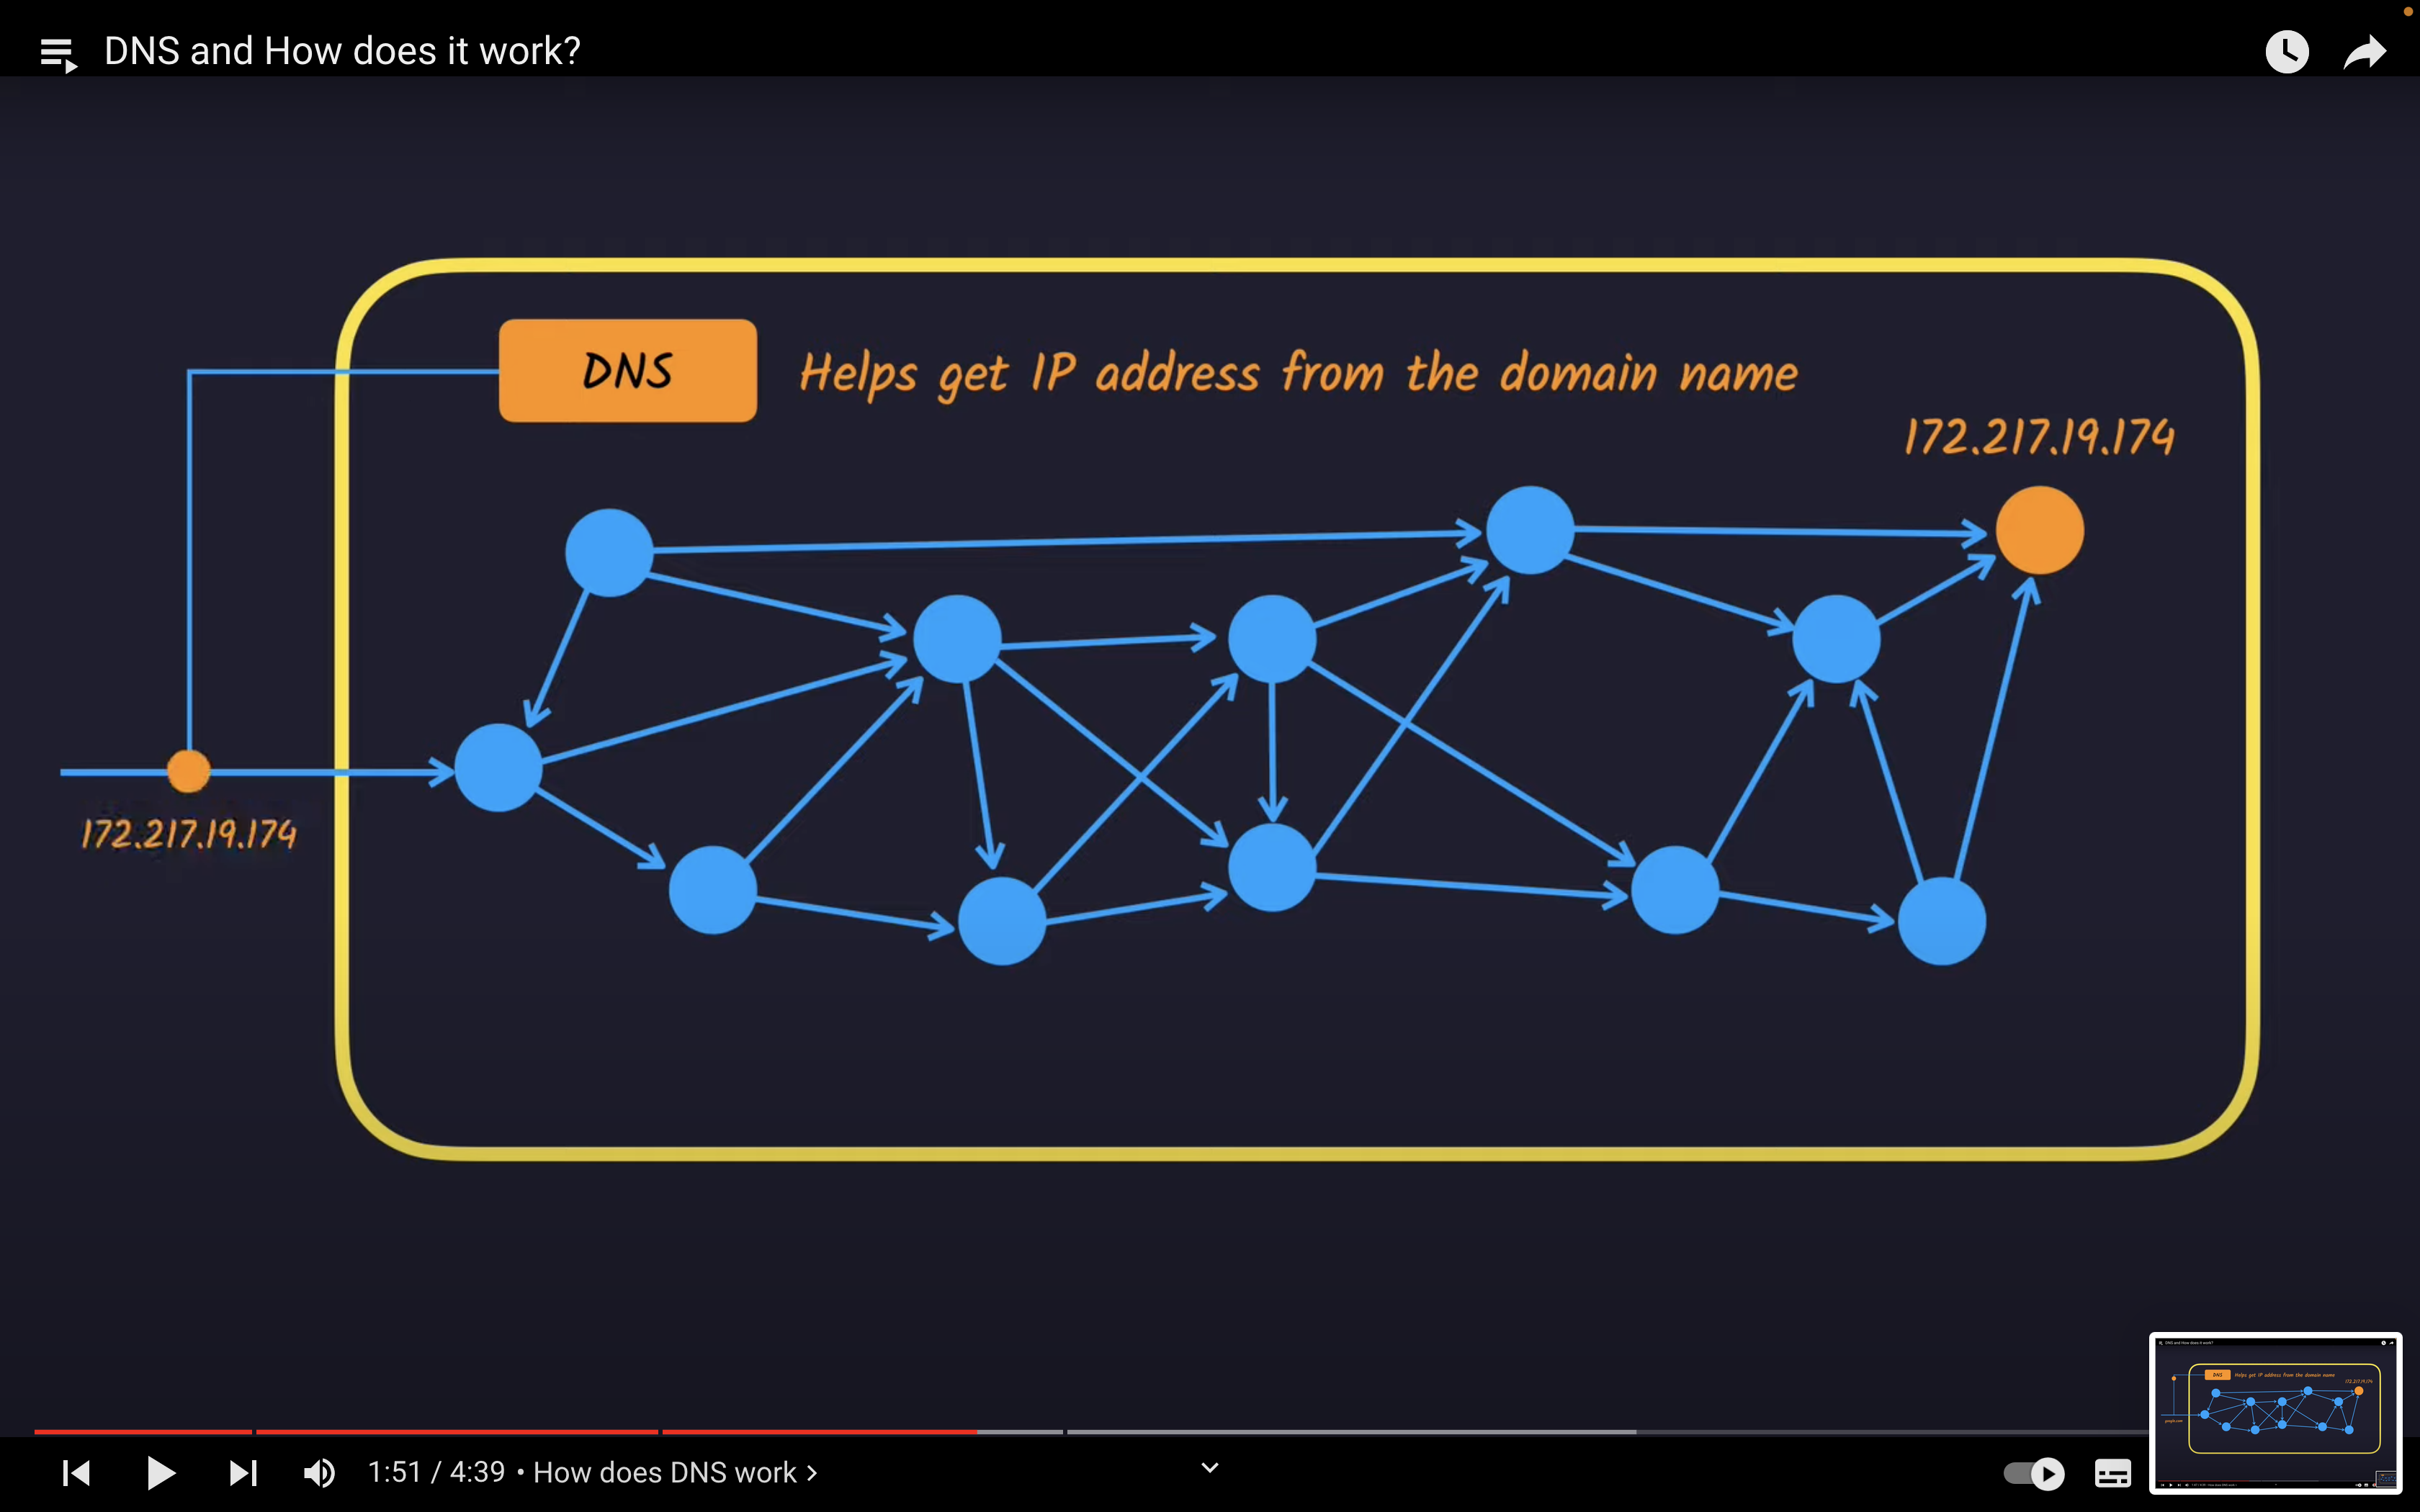 DNS and How does it work?
DNS
Helps get IP address from the domain name
172.217.19.174
172.217.19.174
1:51 / 4:39 • How does DNS work >